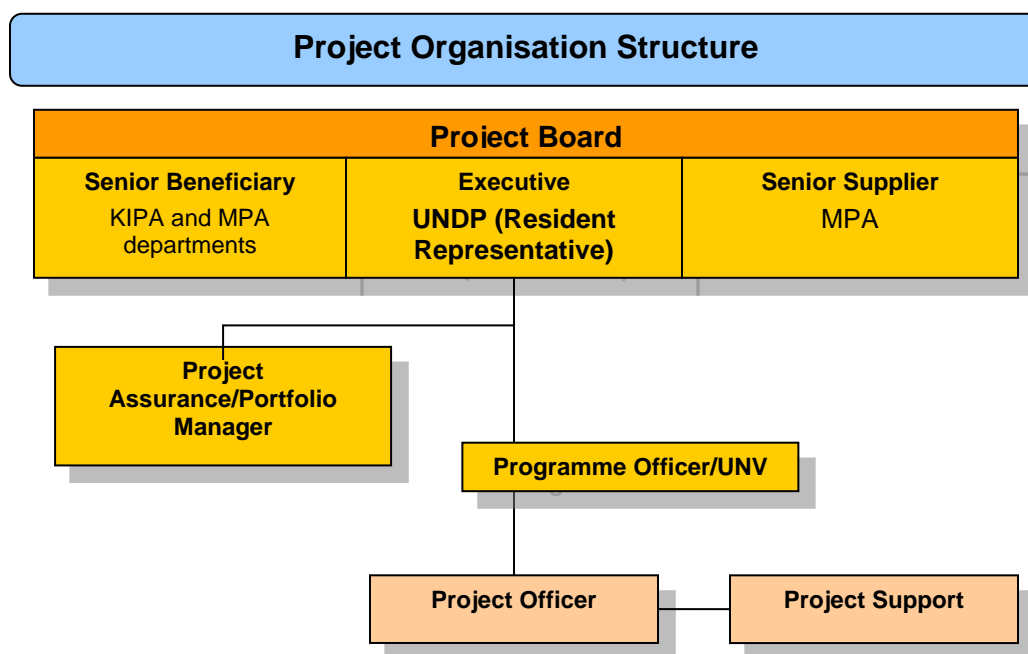 Project Organisation Structure
Project Board
Senior Beneficiary
KIPA and MPA
departments
Executive
UNDP (Resident
Representative)
Senior Supplier
MPA
Project
Assurance/Portfolio
Manager
Programme Officer/UNV
Project Officer
Project Support